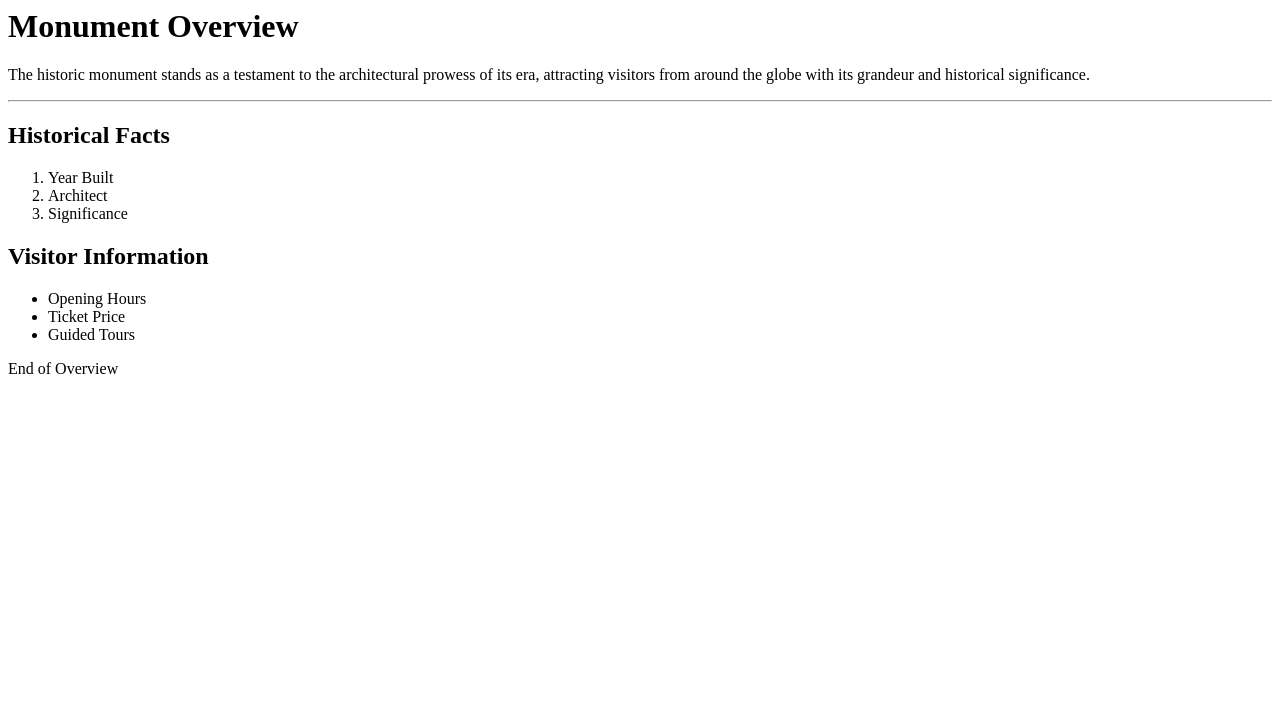 Monument Overview
The historic monument stands as a testament to the architectural prowess of its era, attracting visitors from around the globe with its grandeur and historical significance.
Historical Facts
1. Year Built
2. Architect
3. Significance
Visitor Information
• Opening Hours
• Ticket Price
• Guided Tours
End of Overview